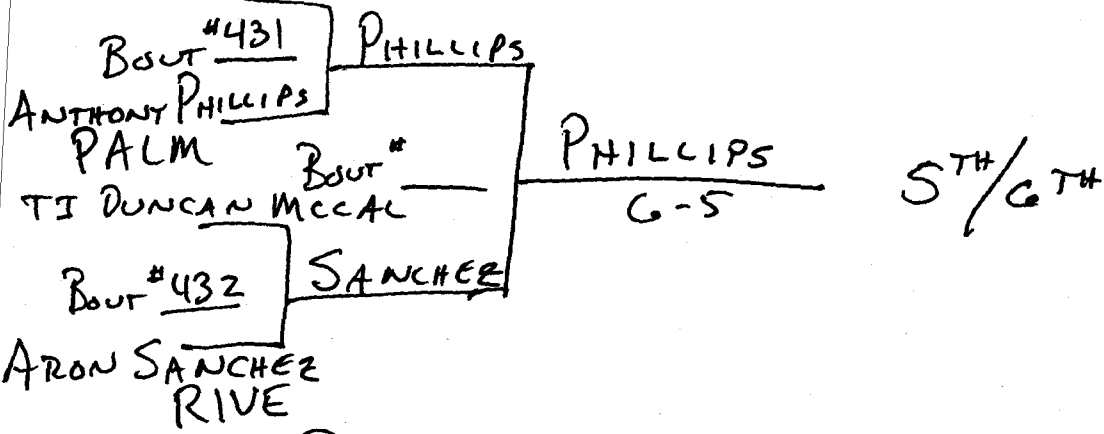 Bout #431
PHILLIPS
ANTHONY PHILLIPS
PALM
Bout #
PHILLIPS
6-5
5TH/6TH
TJ DUNCAN MCCAL
Bout #432
SANCHEZ
ARON SANCHEZ
RIVE